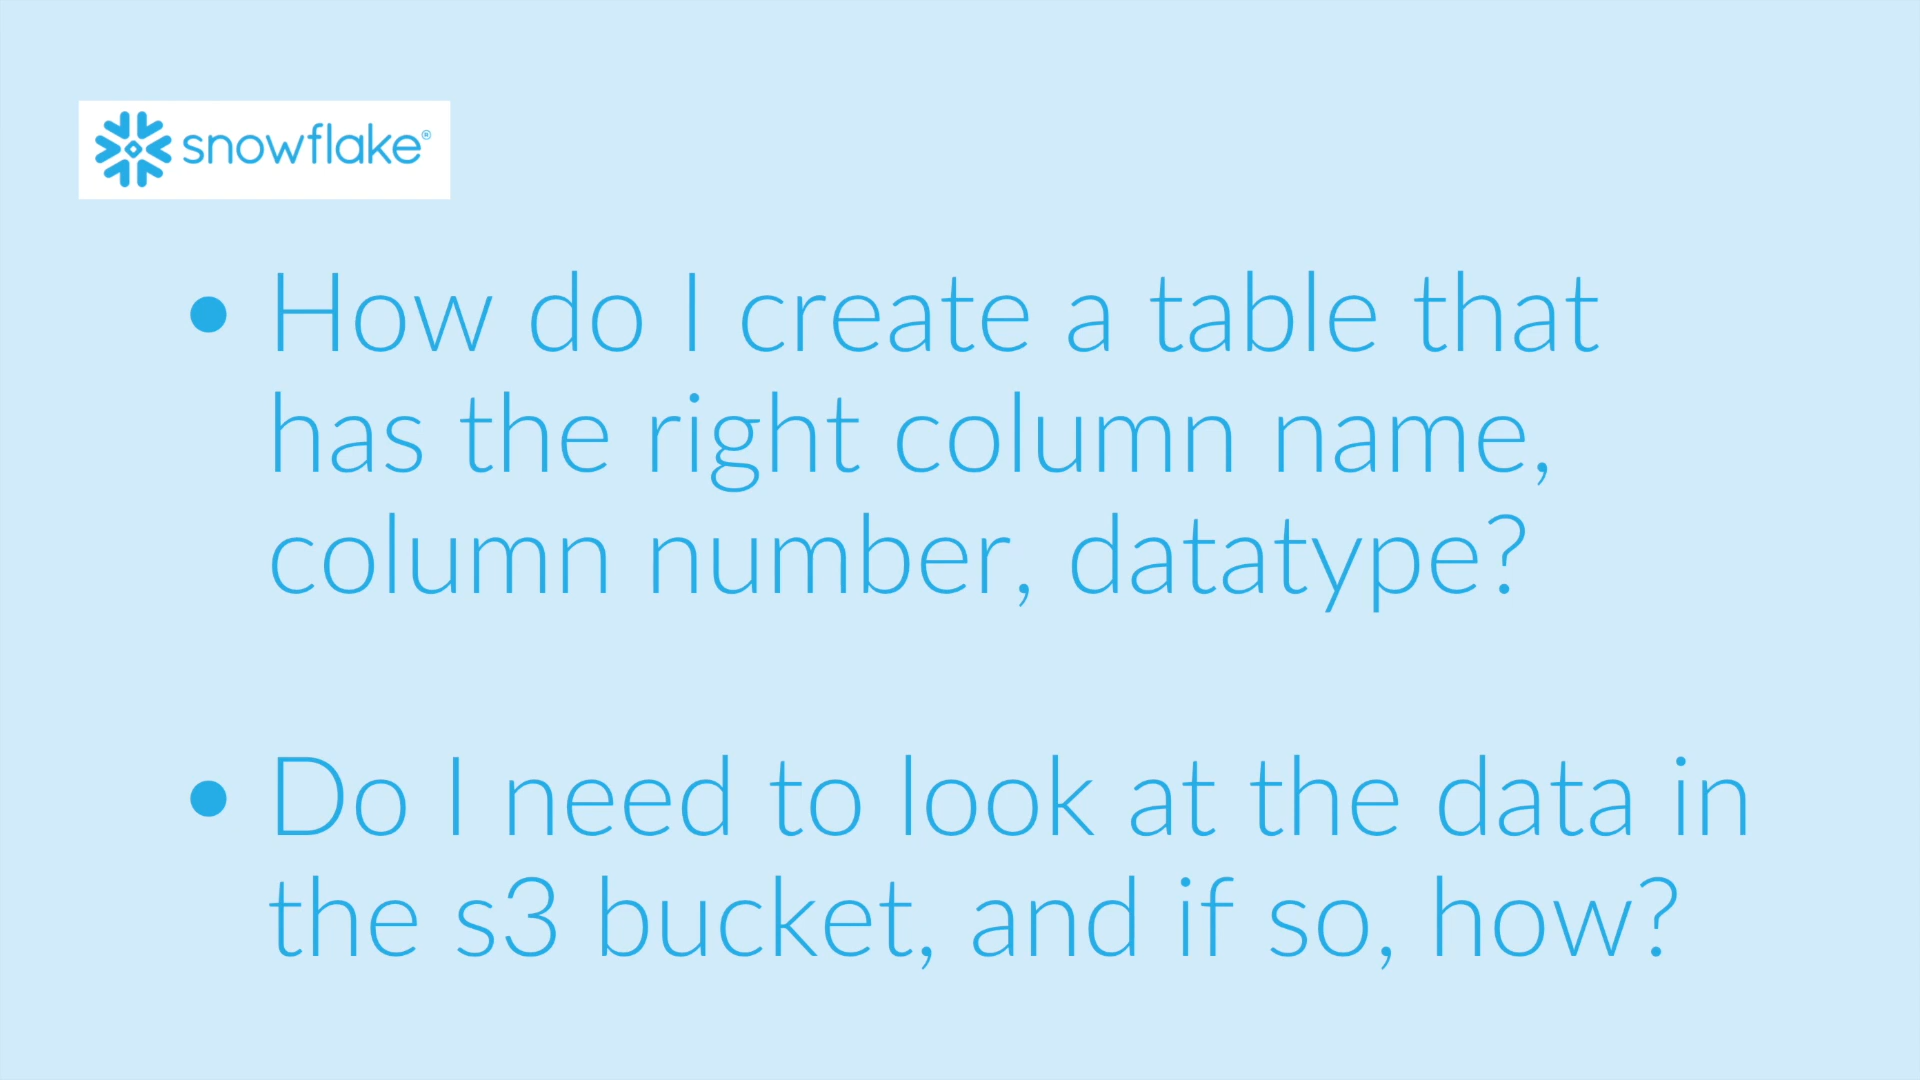 snowflake®
• How do I create a table that
has the right column name,
column number, datatype?
• Do I need to look at the data in
the s3 bucket, and if so, how?